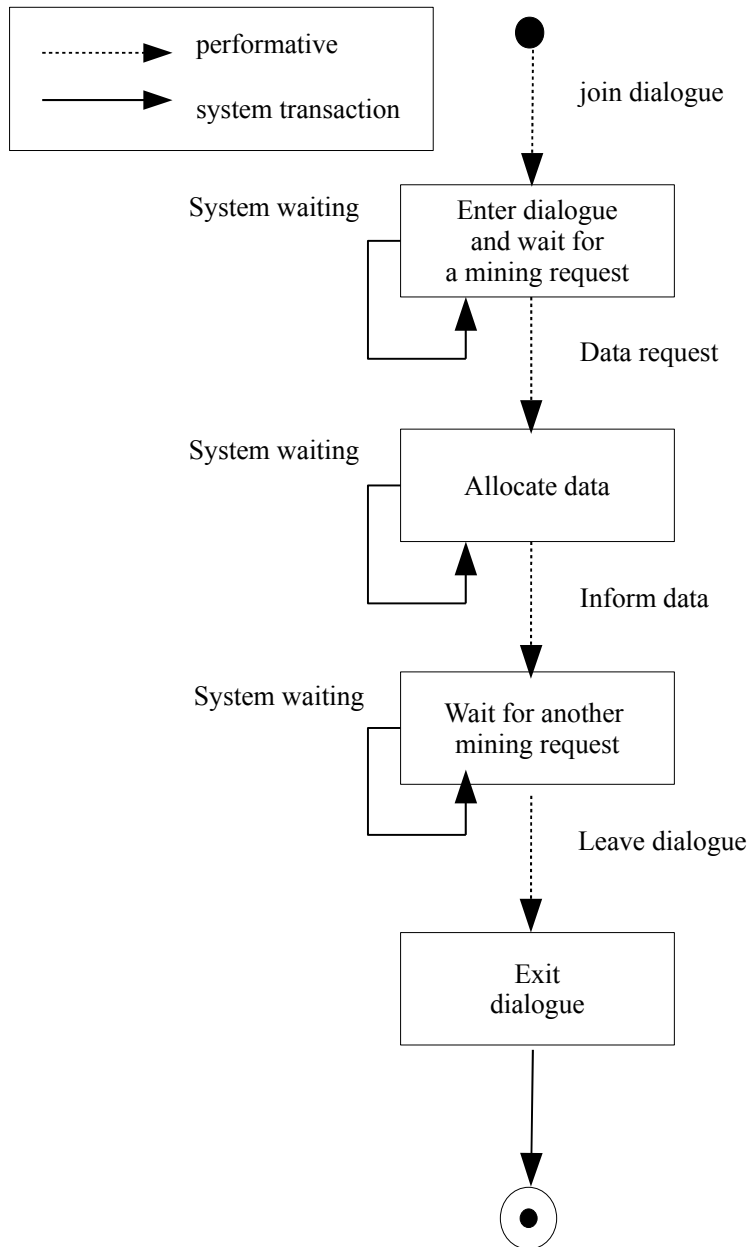 performative
system transaction
join dialogue
System waiting
Enter dialogue
and wait for
a mining request
Data request
System waiting
Allocate data
Inform data
System waiting
Wait for another
mining request
Leave dialogue
Exit
dialogue